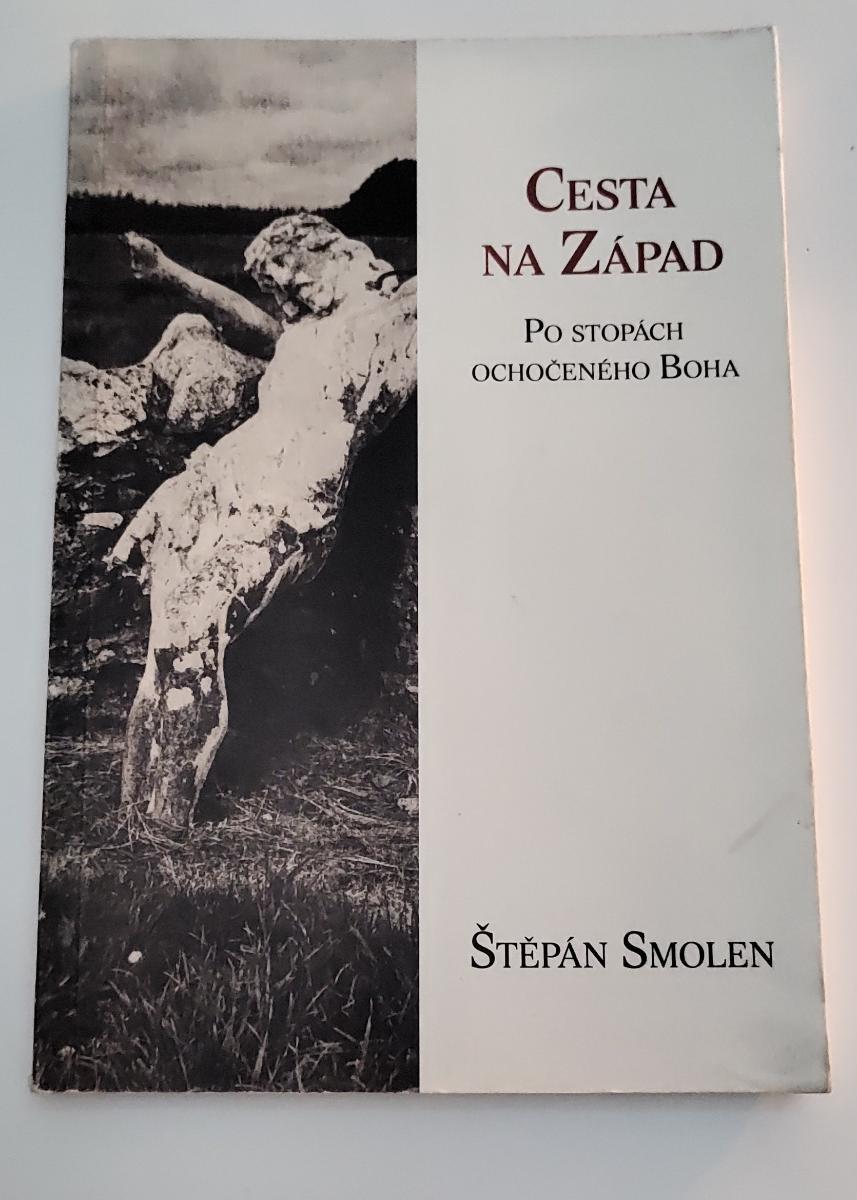 Cesta
na Západ
Po stopách
ochočeného Boha
Štěpán Smolen